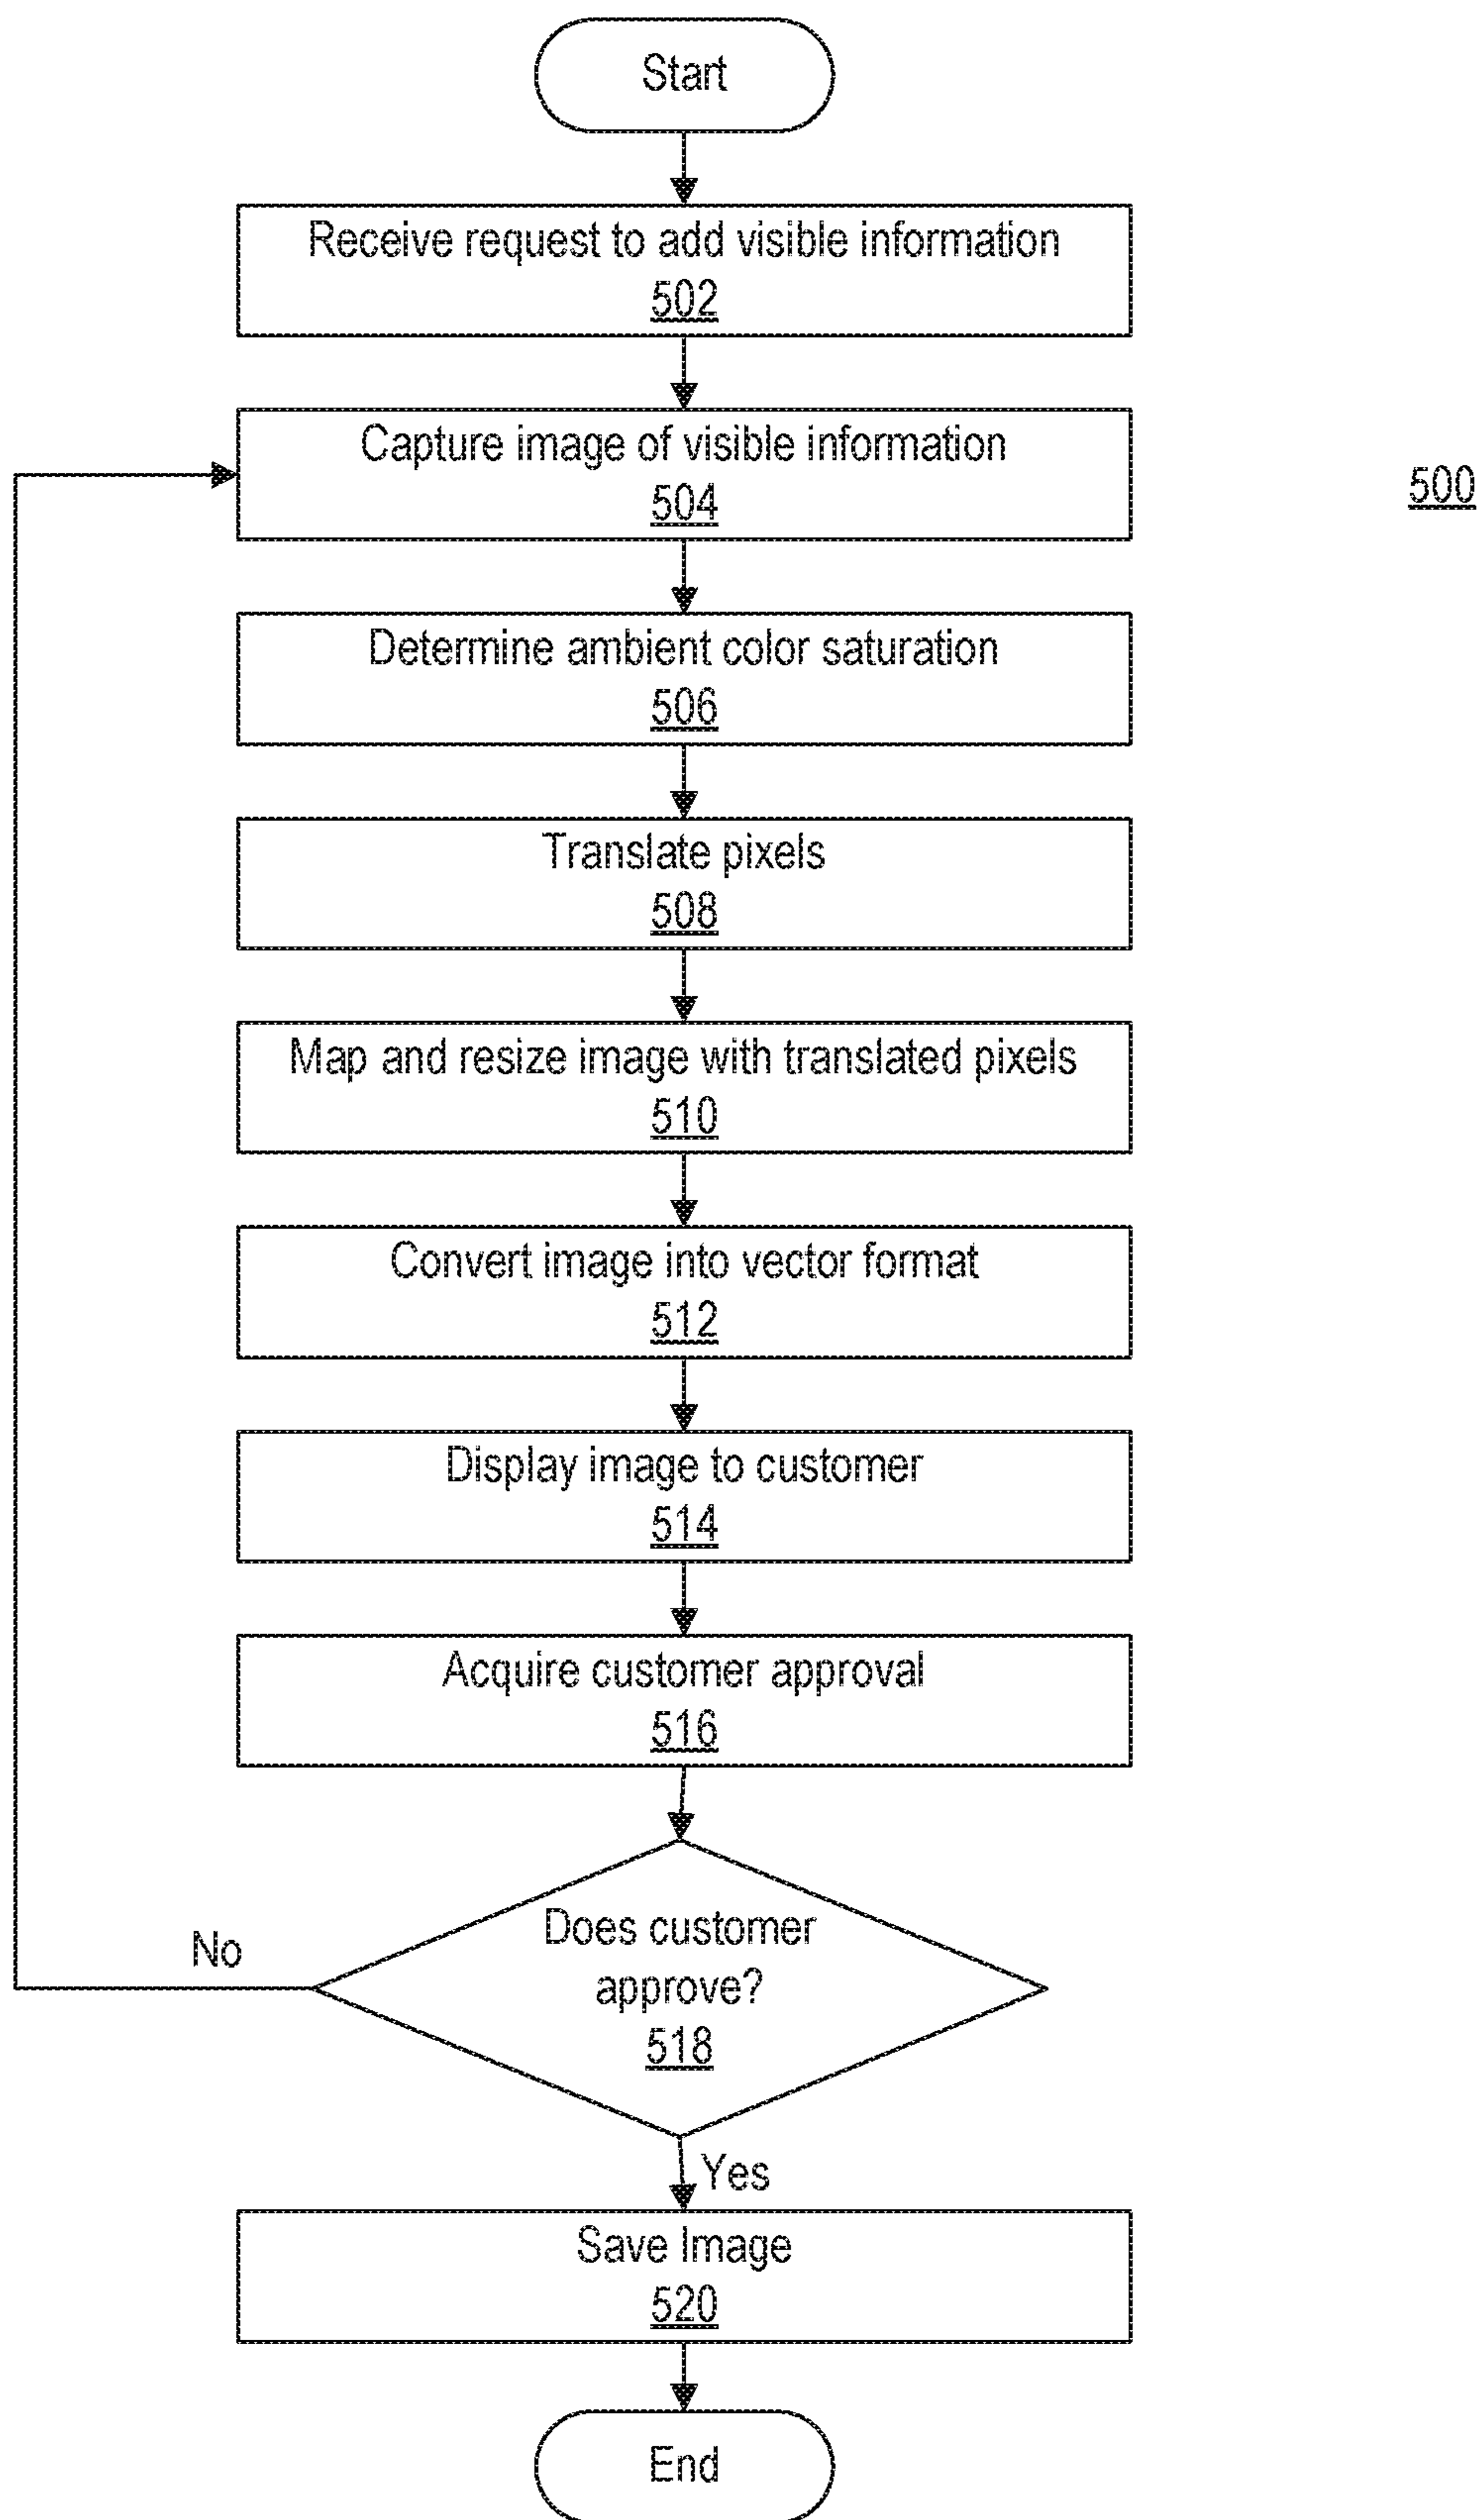 Start
Receive request to add visible information
502
Capture image of visible information
504
500
Determine ambient color saturation
506
Translate pixels
508
Map and resize image with translated pixels
510
Convert image into vector format
512
Display image to customer
514
Acquire customer approval
516
Does customer
approve?
518
No
Yes
Save Image
520
End